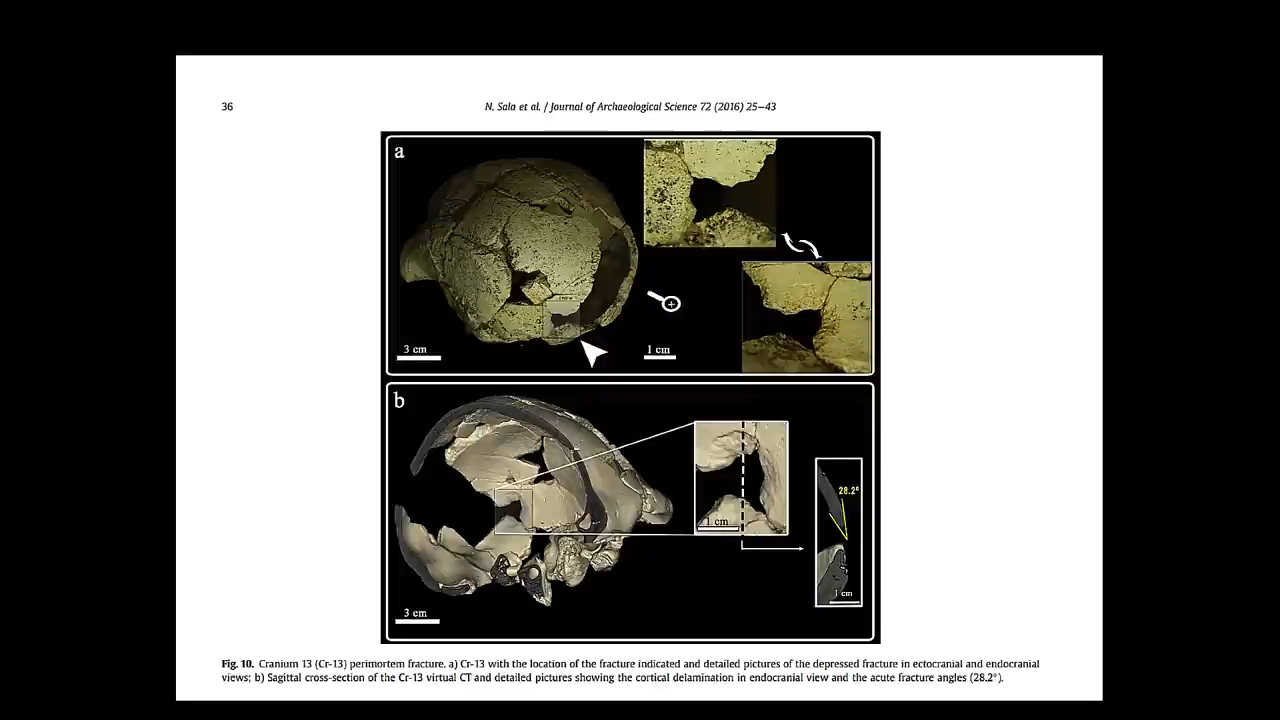 36
N. Sala et al. / Journal of Archaeological Science 72 (2016) 25–43
a
3 cm
1 cm
b
28.2°
1 cm
1 cm
3 cm
Fig. 10. Cranium 13 (Cr-13) perimortem fracture. a) Cr-13 with the location of the fracture indicated and detailed pictures of the depressed fracture in ectocranial and endocranial
views; b) Sagittal cross-section of the Cr-13 virtual CT and detailed pictures showing the cortical delamination in endocranial view and the acute fracture angles (28.2°).